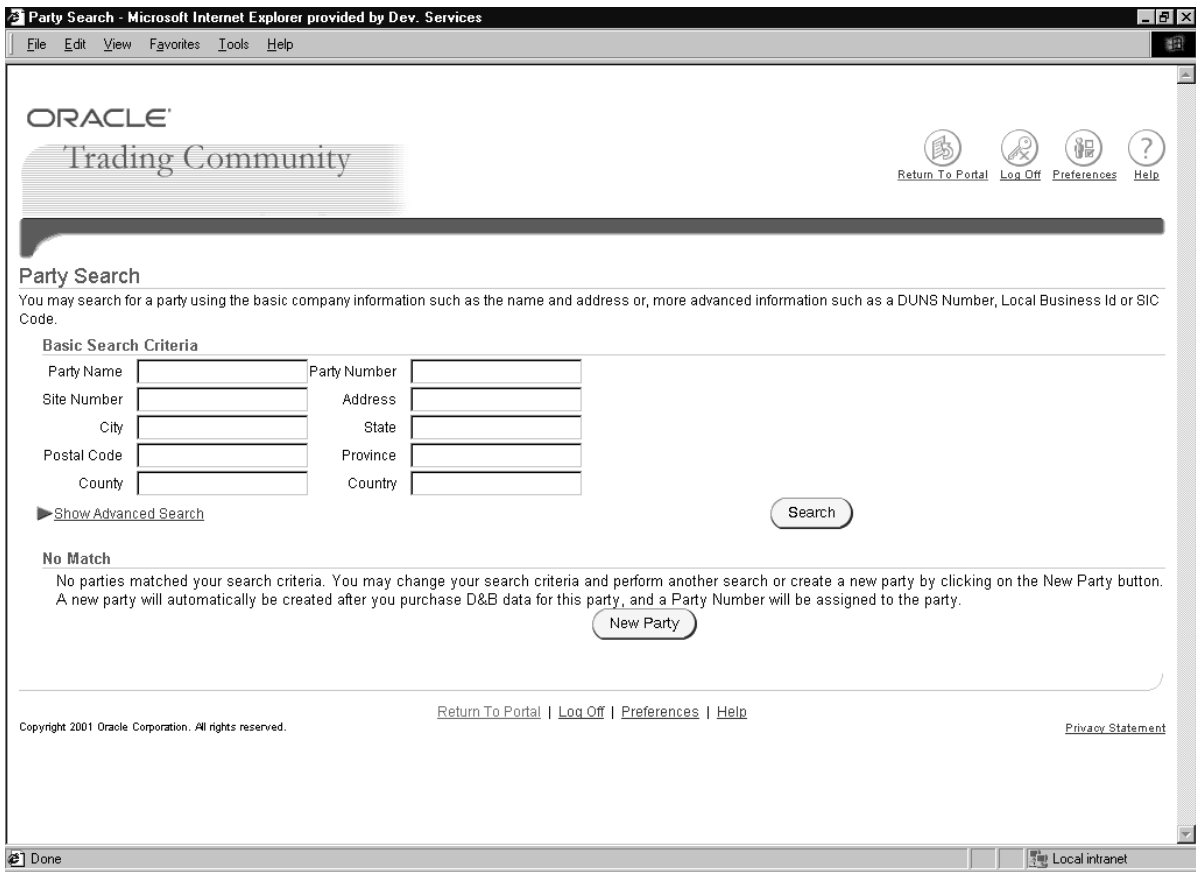 Party Search - Microsoft Internet Explorer provided by Dev. Services
File Edit View Favorites Tools Help
ORACLE
Trading Community
Return To Portal Log Off Preferences Help
Party Search
You may search for a party using the basic company information such as the name and address or, more advanced information such as a DUNS Number, Local Business Id or SIC
Code.
Basic Search Criteria
Party Name Party Number
Site Number Address
City State
Postal Code Province
County Country
Show Advanced Search Search
No Match
No parties matched your search criteria. You may change your search criteria and perform another search or create a new party by clicking on the New Party button.
A new party will automatically be created after you purchase D&B data for this party, and a Party Number will be assigned to the party.
New Party
Return To Portal | Log Off | Preferences | Help
Copyright 2001 Oracle Corporation. All rights reserved. Privacy Statement
Done Local intranet